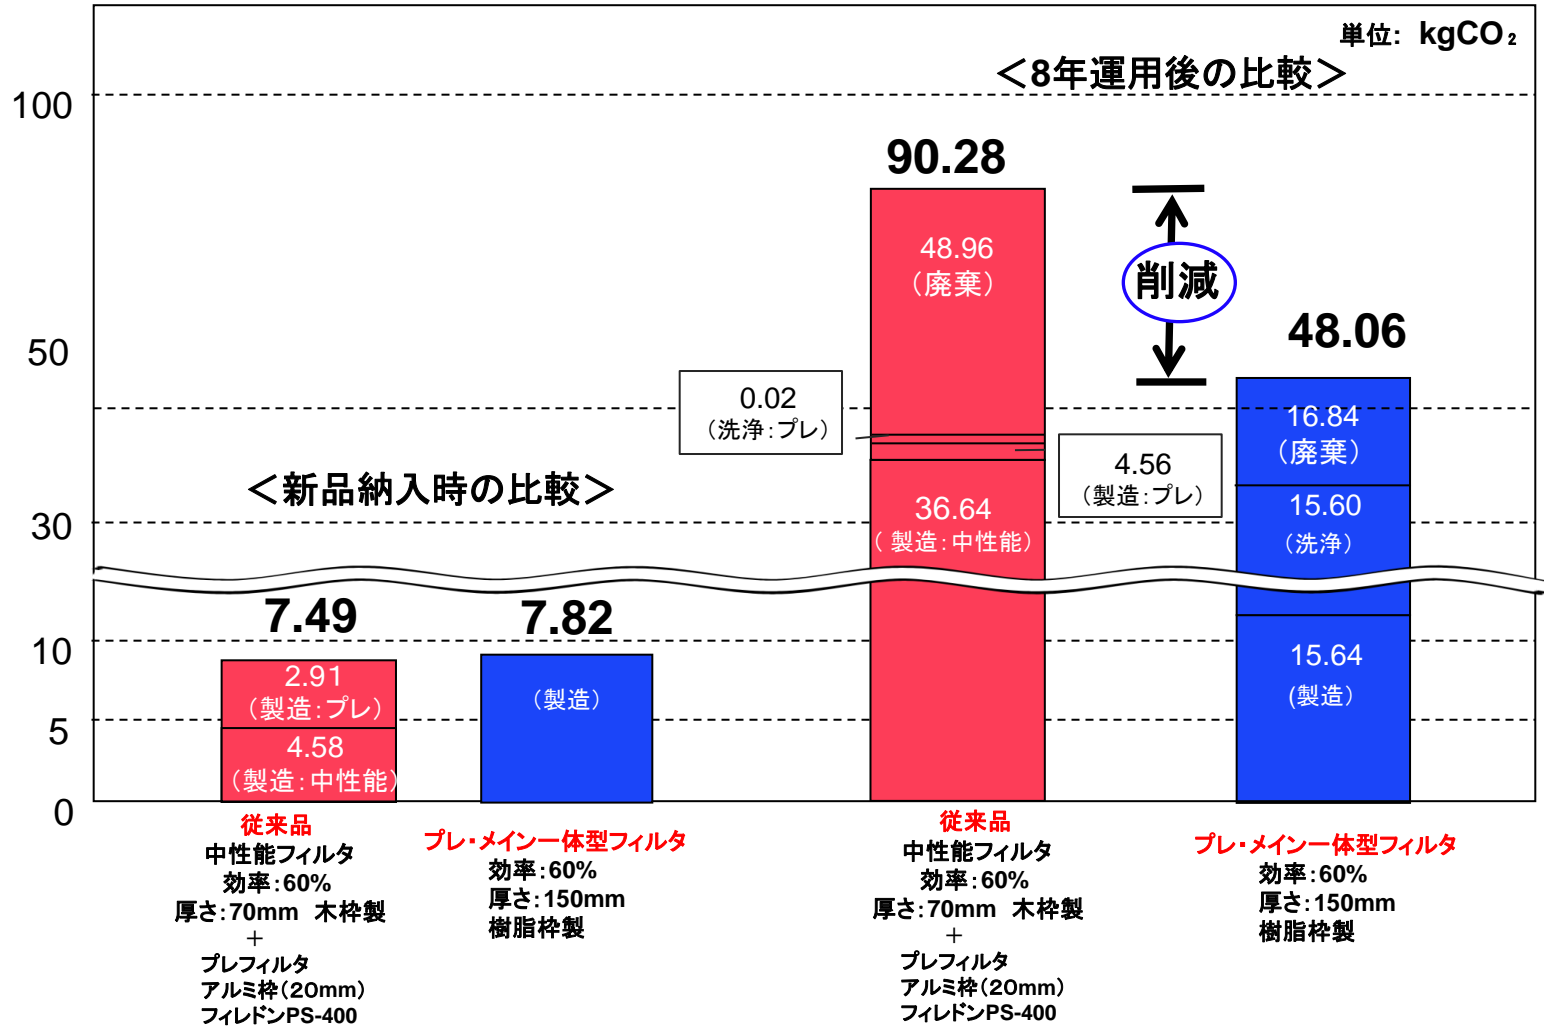 単位: kgCO₂
＜8年運用後の比較＞
100
90.28
48.96
（廃棄）
削減
48.06
50
0.02
（洗浄：プレ）
16.84
（廃棄）
4.56
（製造：プレ）
＜新品納入時の比較＞
36.64
（ 製造：中性能）
15.60
（洗浄）
30
7.49
7.82
10
2.91
（製造：プレ）
（製造）
15.64
（製造）
5
4.58
（製造：中性能）
0
従来品
中性能フィルタ
効率：60%
厚さ：70mm 木枠製
＋
プレフィルタ
アルミ枠（20mm）
フィレドンPS-400
プレ・メイン一体型フィルタ
効率：60%
厚さ：150mm
樹脂枠製
従来品
中性能フィルタ
効率：60%
厚さ：70mm 木枠製
＋
プレフィルタ
アルミ枠（20mm）
フィレドンPS-400
プレ・メイン一体型フィルタ
効率：60%
厚さ：150mm
樹脂枠製